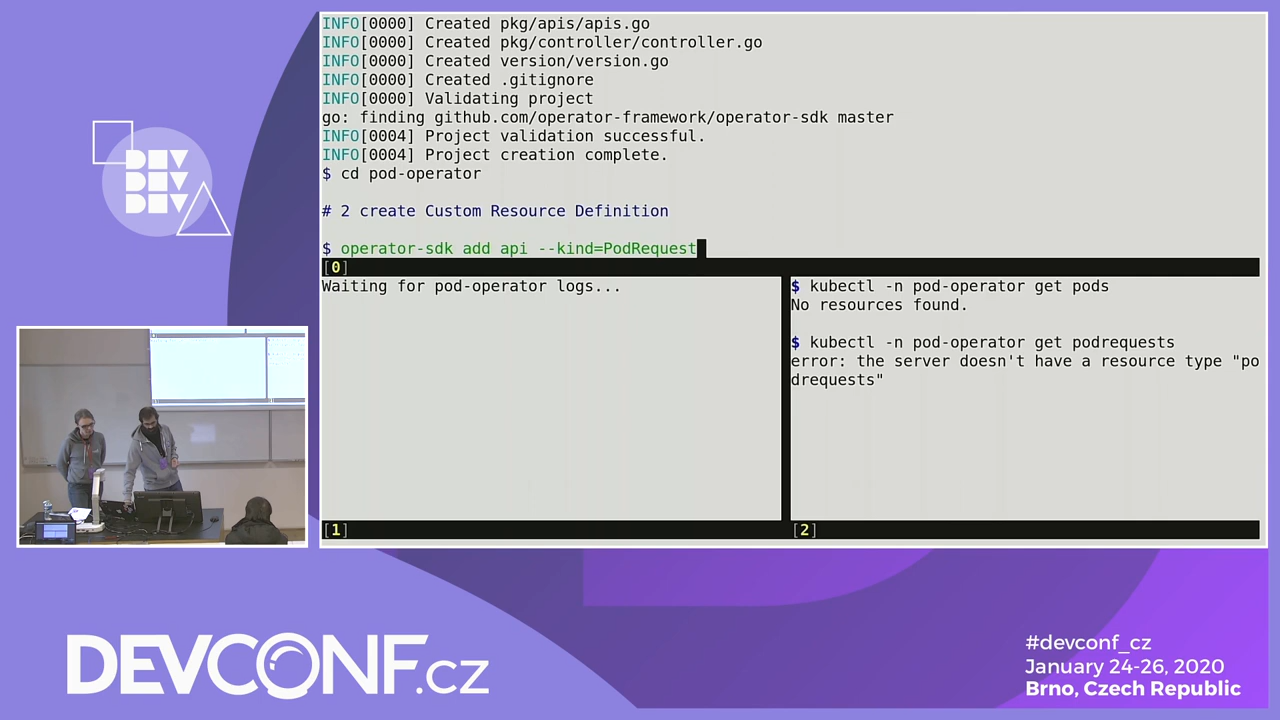 INFO[0000] Created pkg/apis/apis.go
INFO[0000] Created pkg/controller/controller.go
INFO[0000] Created version/version.go
INFO[0000] Created .gitignore
INFO[0000] Validating project
go: finding github.com/operator-framework/operator-sdk master
INFO[0004] Project validation successful.
INFO[0004] Project creation complete.
$ cd pod-operator
# 2 create Custom Resource Definition
$ operator-sdk add api --kind=PodRequest
[0]
Waiting for pod-operator logs...
[1]
$ kubectl -n pod-operator get pods
No resources found.
$ kubectl -n pod-operator get podrequests
error: the server doesn't have a resource type "po
drequests"
[2]
DEV
DEV
DEV
DEVCONF.cz
#devconf_cz
January 24-26, 2020
Brno, Czech Republic